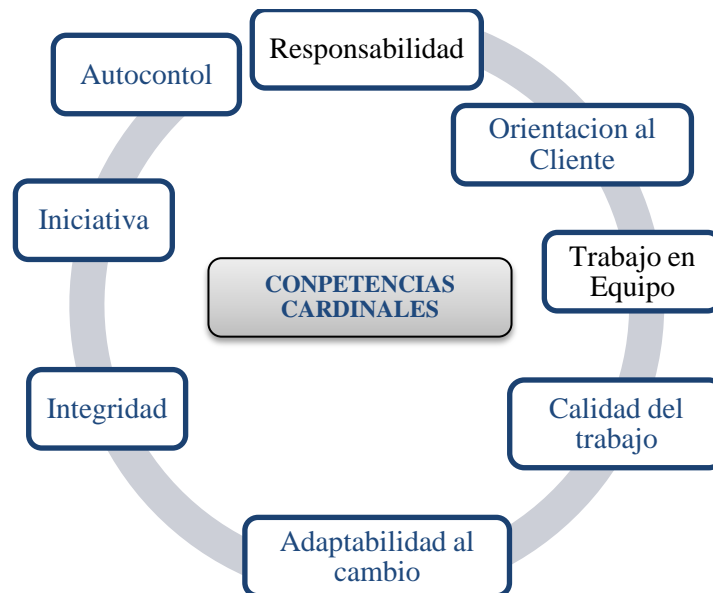 Responsabilidad
Orientacion al
Cliente
Trabajo en
Equipo
Calidad del
trabajo
Adaptabilidad al
cambio
Integridad
Iniciativa
Autocontol
CONPETENCIAS
CARDINALES